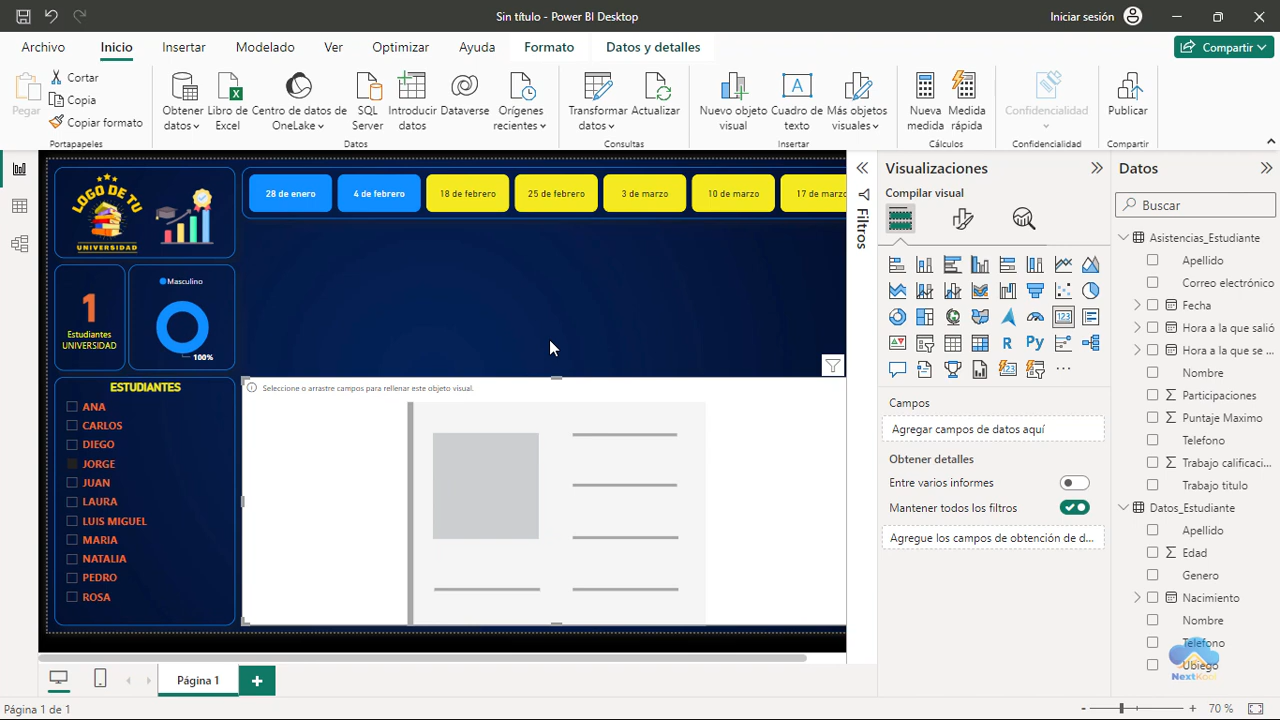 Sin título - Power BI Desktop
Iniciar sesión
Archivo Inicio Insertar Modelado Ver Optimizar Ayuda Formato Datos y detalles Compartir
Pegar
Cortar
Copia
Copiar formato
Portapapeles
Obtener datos
Libro de Excel
Centro de datos de OneLake
SQL Server
Introducir datos
Dataverse
Orígenes recientes
Datos
Transformar datos
Actualizar
Consultas
Nuevo objeto visual
Cuadro de texto
Más objetos visuales
Insertar
Nueva medida
Medida rápida
Cálculos
Confidencialidad
Confidencialidad
Publicar
Compartir
LOGO DE TU
UNIVERSIDAD
28 de enero
4 de febrero
18 de febrero
25 de febrero
3 de marzo
10 de marzo
17 de marzo
1
Estudiantes
UNIVERSIDAD
Masculino
100%
ESTUDIANTES
ANA
CARLOS
DIEGO
JORGE
JUAN
LAURA
LUIS MIGUEL
MARIA
NATALIA
PEDRO
ROSA
Seleccione o arrastre campos para rellenar este objeto visual.
Filtros
Visualizaciones
Compilar visual
123
R
Py
Campos
Agregar campos de datos aquí
Obtener detalles
Entre varios informes
Mantener todos los filtros
Agregue los campos de obtención de d...
Datos
Buscar
Asistencias_Estudiante
Apellido
Correo electrónico
Fecha
Hora a la que salió
Hora a la que se ...
Nombre
Participaciones
Puntaje Maximo
Telefono
Trabajo calificaci...
Trabajo titulo
Datos_Estudiante
Apellido
Edad
Genero
Nacimiento
Nombre
Telefono
Ubiego
NextKool
Página 1
Página 1 de 1
70 %